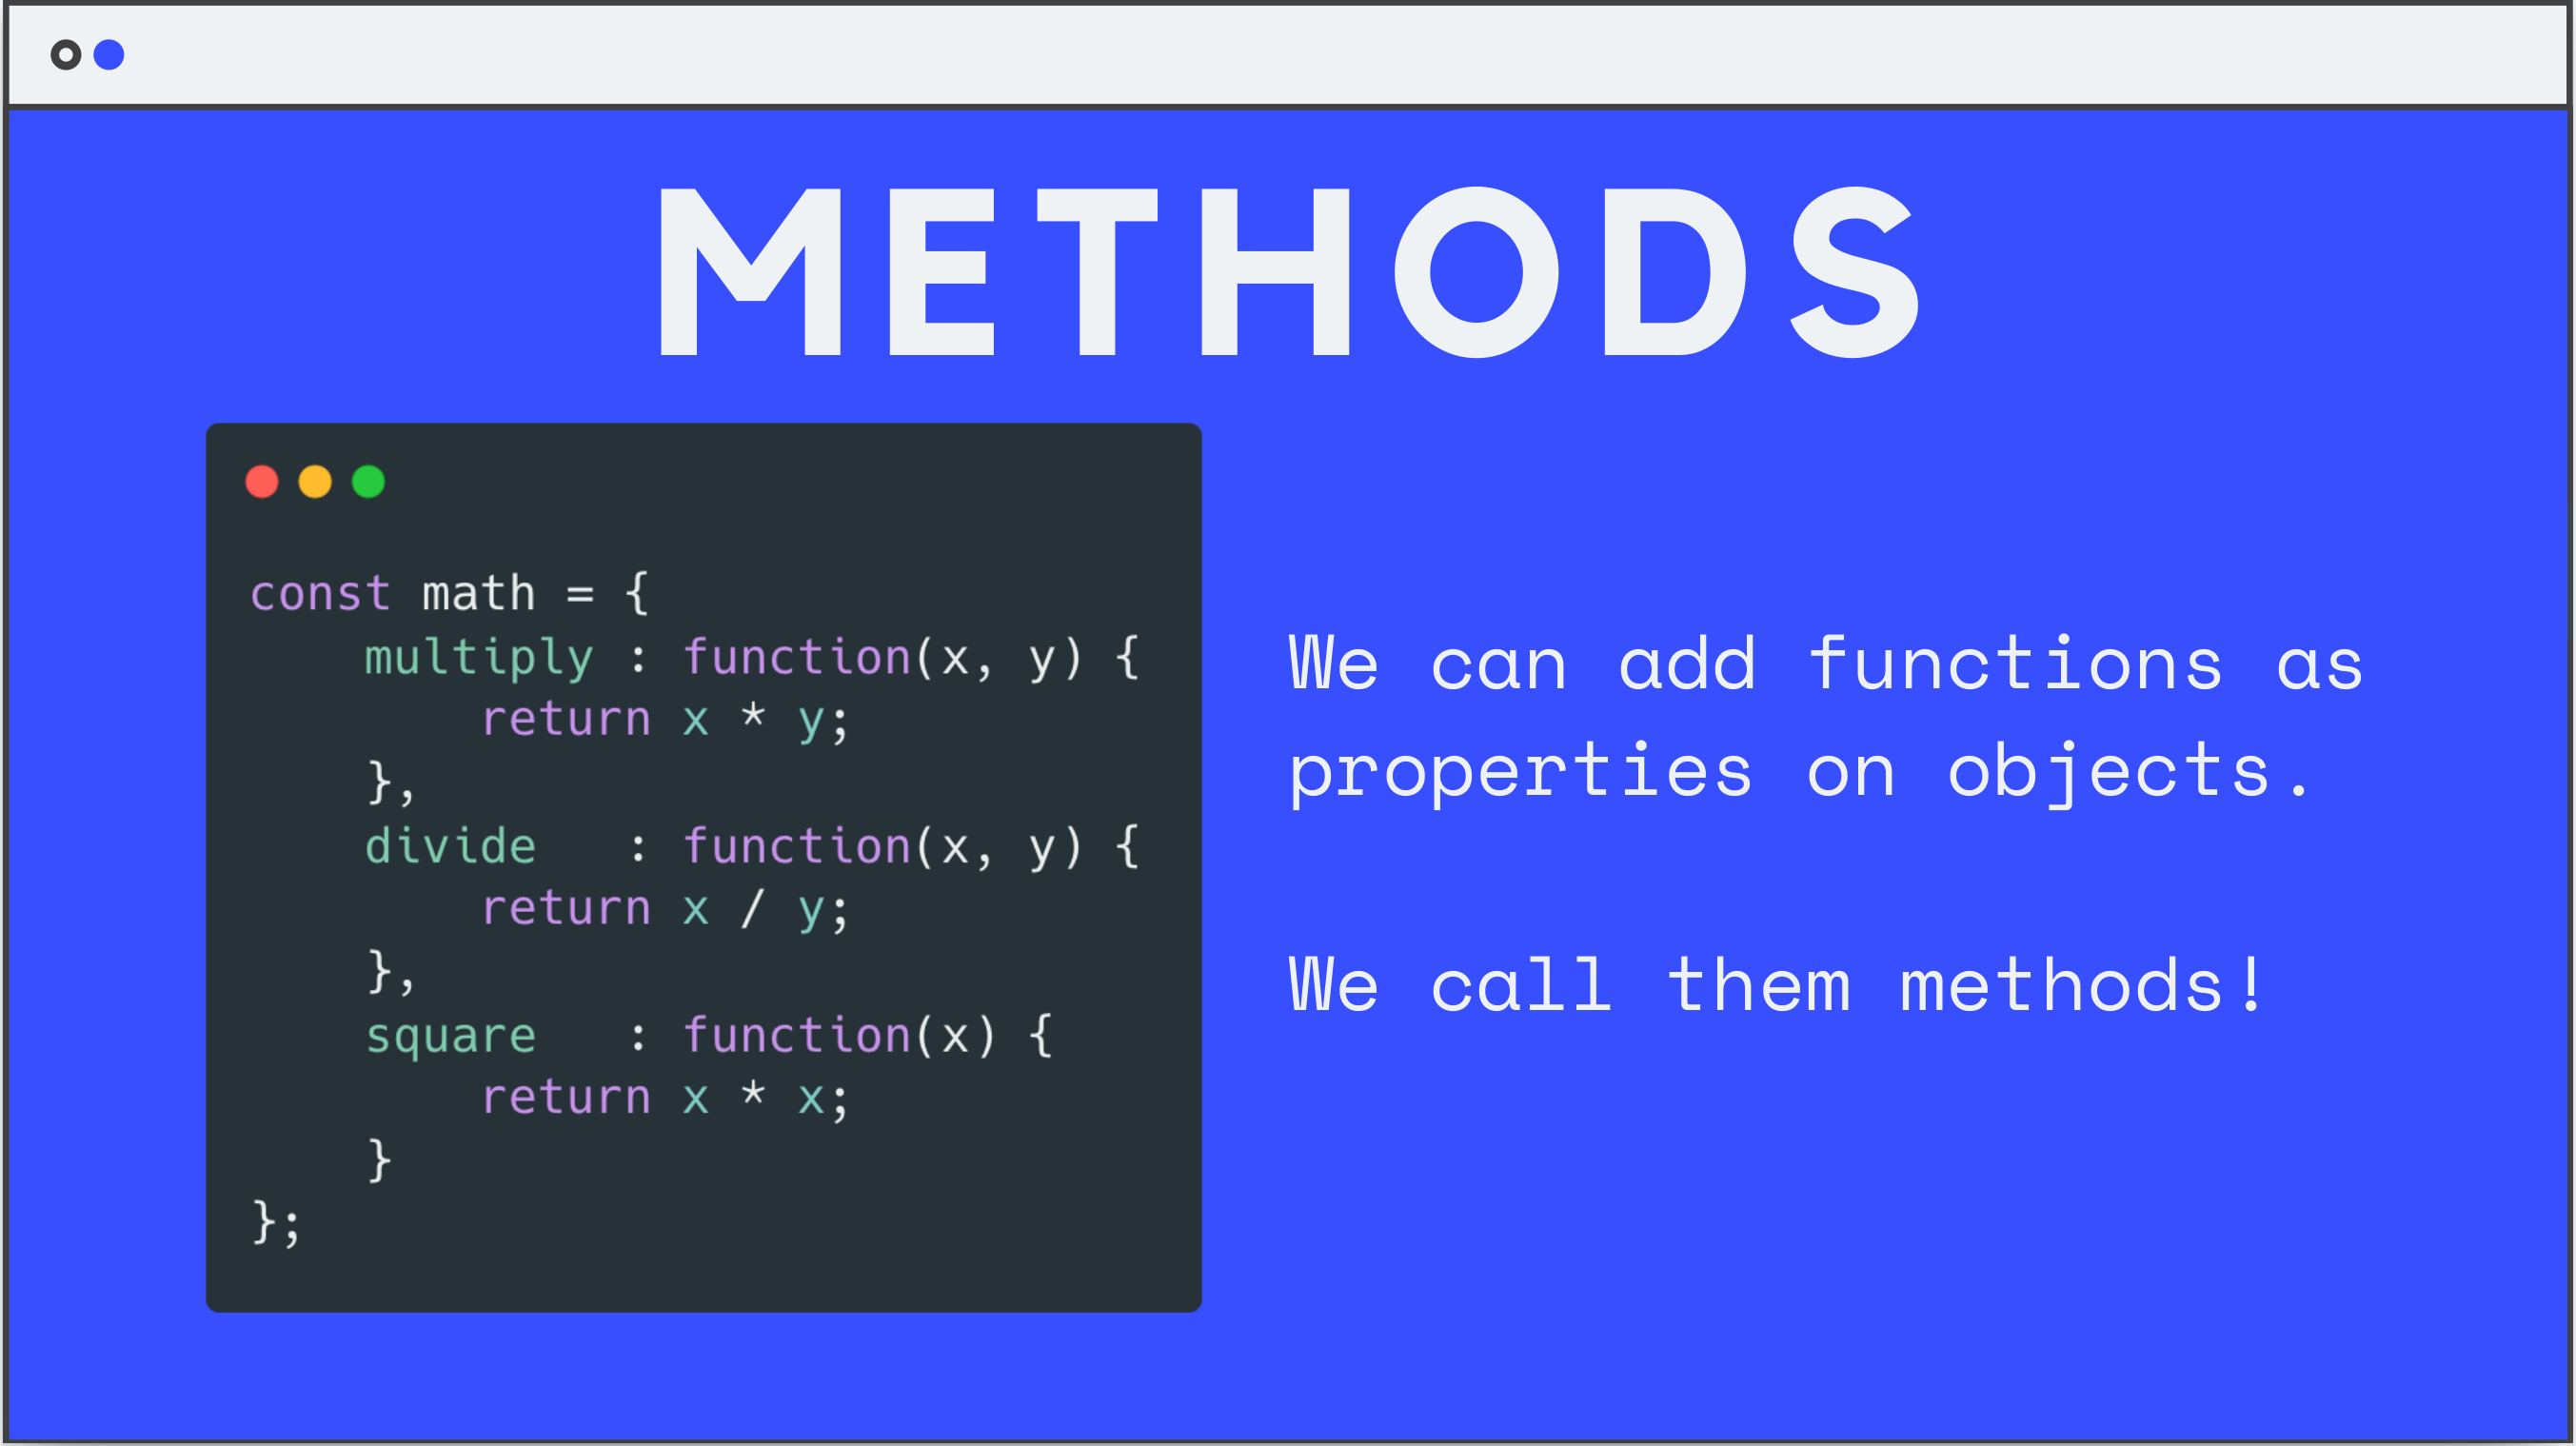 METHODS
const math = {
    multiply : function(x, y) {
        return x * y;
    },
    divide   : function(x, y) {
        return x / y;
    },
    square   : function(x) {
        return x * x;
    }
};
We can add functions as
properties on objects.
We call them methods!